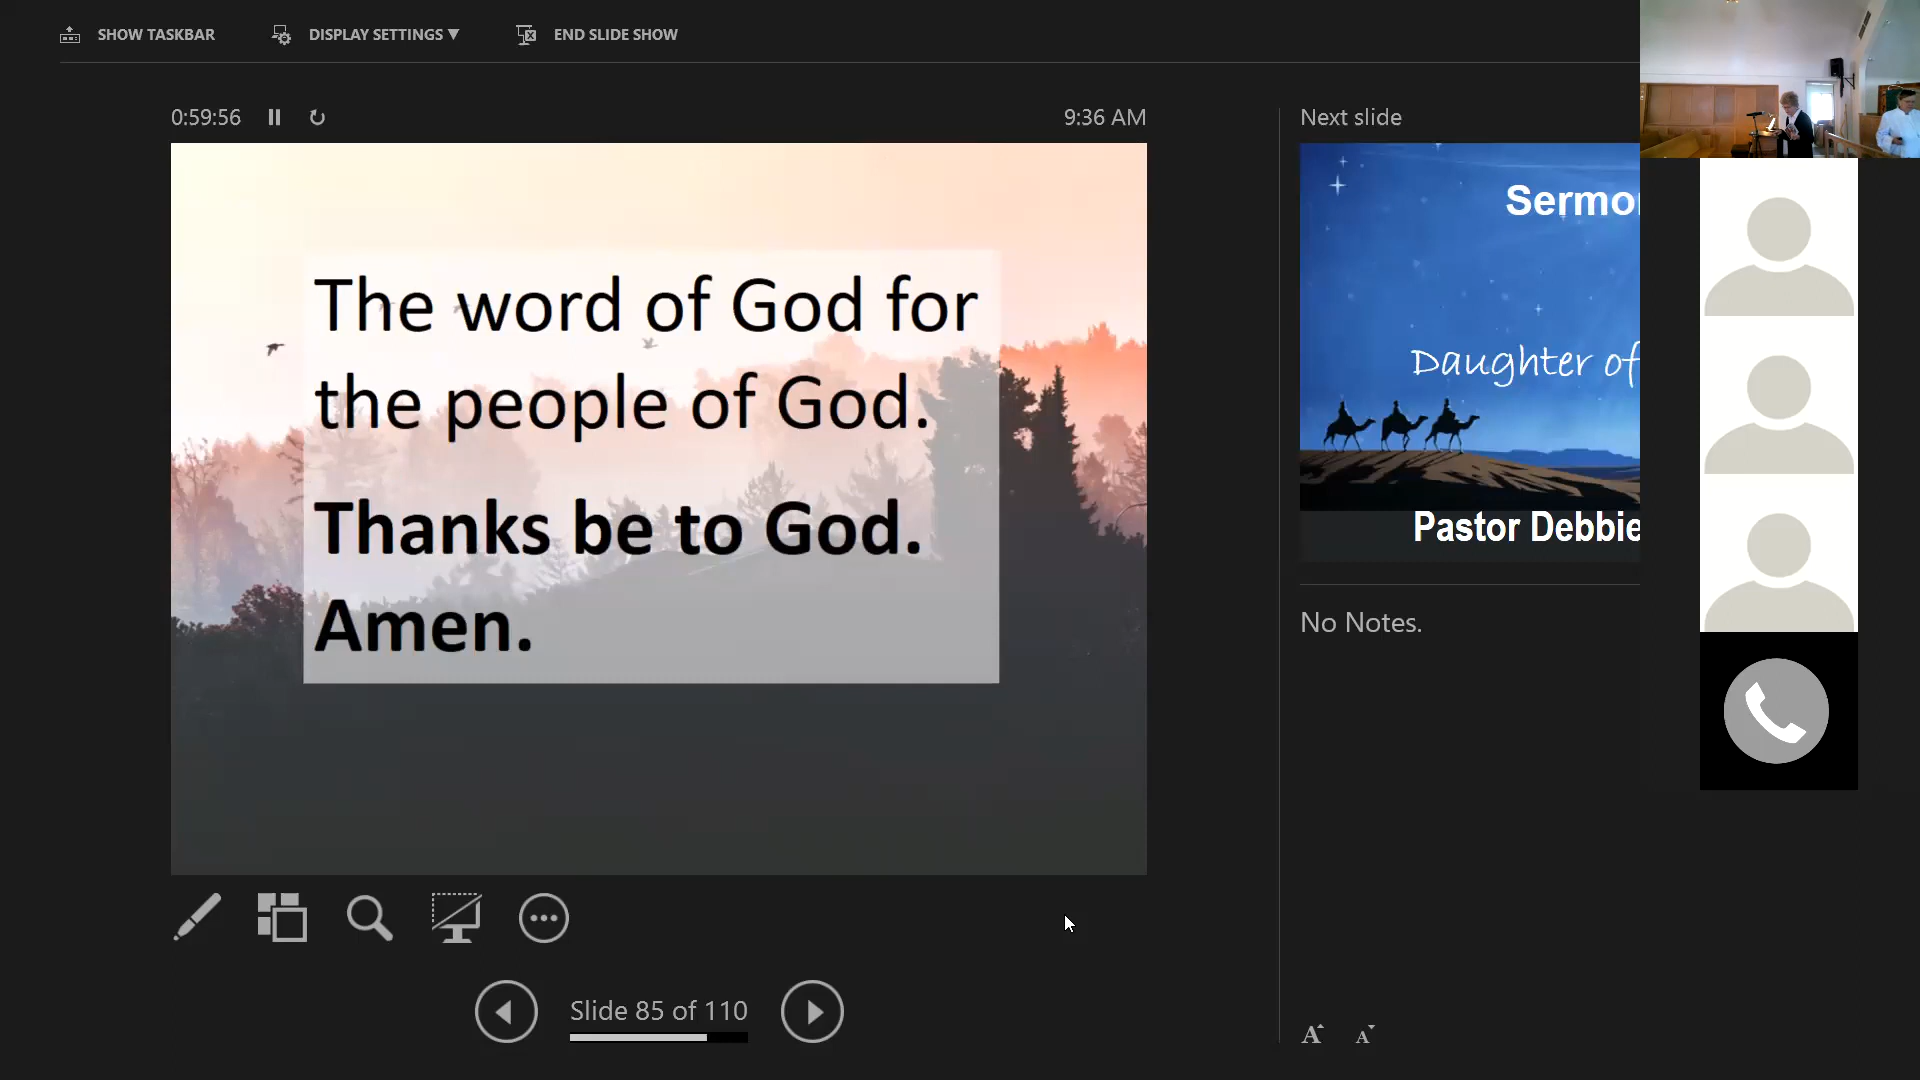 SHOW TASKBAR
DISPLAY SETTINGS ▼
END SLIDE SHOW
0:59:56
9:36 AM
The word of God for
the people of God.
Thanks be to God.
Amen.
Slide 85 of 110
Next slide
Daughter of
Pastor Debbie
No Notes.
A A